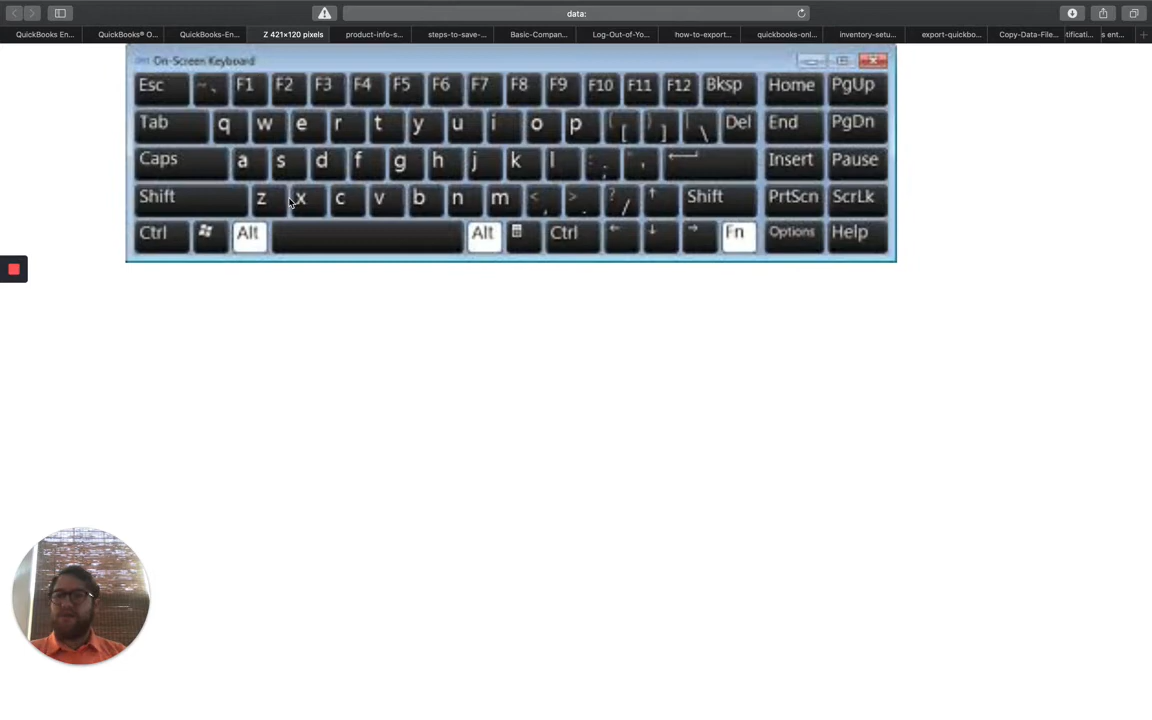 data:
QuickBooks En...
QuickBooks® O...
QuickBooks-En...
Z 421×120 pixels
product-info-s...
steps-to-save-...
Basic-Compan...
Log-Out-of-Yo...
how-to-export...
quickbooks-onl...
inventory-setu...
export-quickbo...
Copy-Data-File...
tificati...
s ent...
On-Screen Keyboard
Esc ~ ` F1 F2 F3 F4 F5 F6 F7 F8 F9 F10 F11 F12 Bksp Home PgUp
Tab q w e r t y u i o p { [ } ] | \ Del End PgDn
Caps a s d f g h j k l : ; " ' Insert Pause
Shift z x c v b n m < , > . ? / ↑ Shift PrtScn ScrLk
Ctrl Alt Alt Ctrl ← ↓ → Fn Options Help